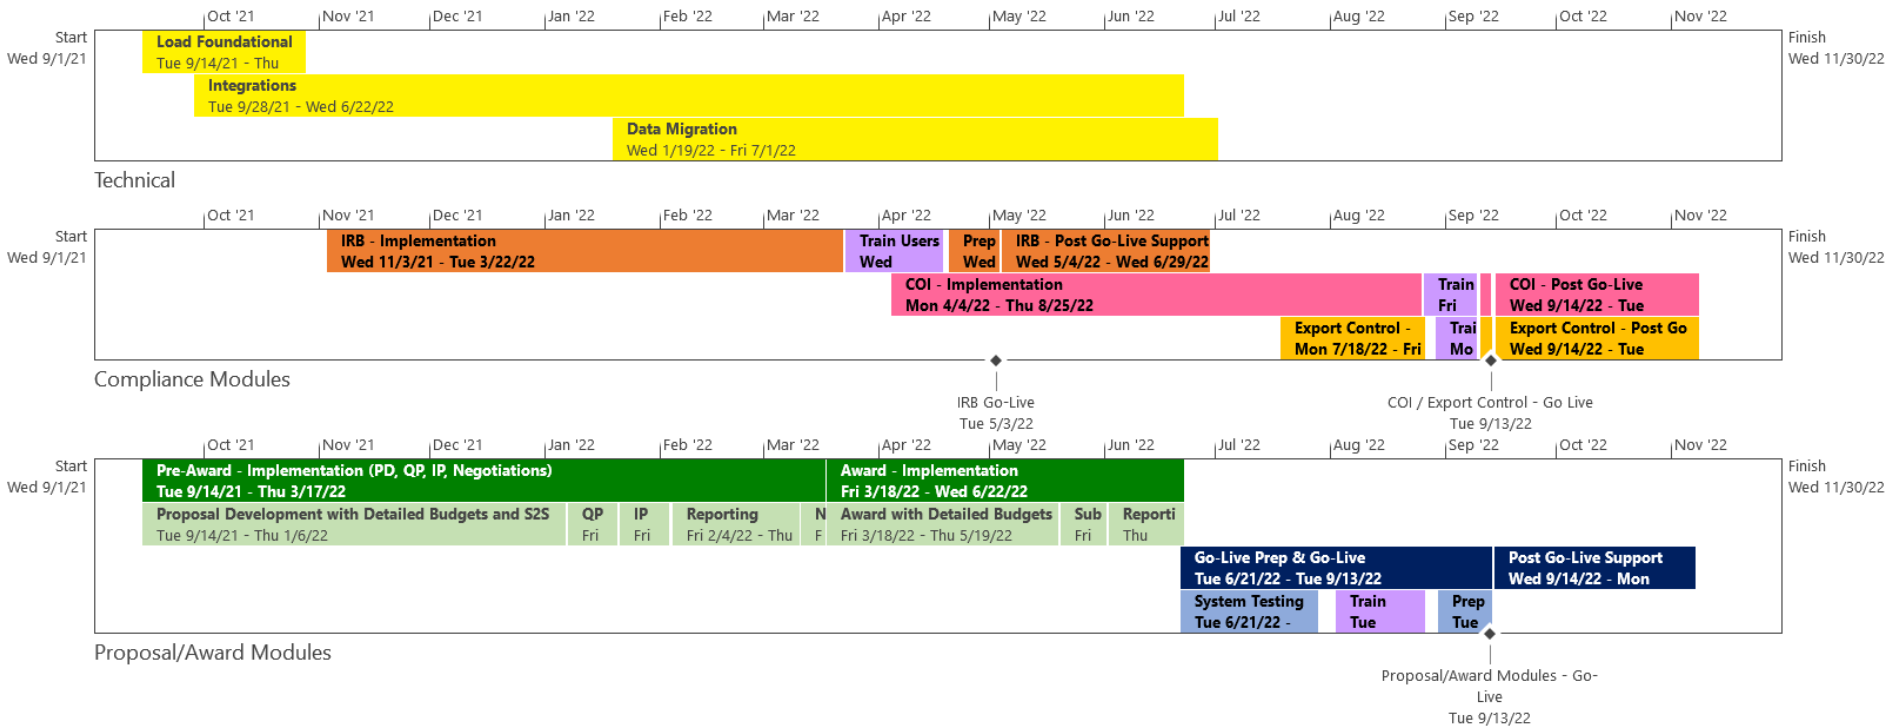 Oct '21 Nov '21 Dec '21 Jan '22 Feb '22 Mar '22 Apr '22 May '22 Jun '22 Jul '22 Aug '22 Sep '22 Oct '22 Nov '22
Start
Wed 9/1/21
Finish
Wed 11/30/22
Load Foundational
Tue 9/14/21 - Thu
Integrations
Tue 9/28/21 - Wed 6/22/22
Data Migration
Wed 1/19/22 - Fri 7/1/22
Technical
Oct '21 Nov '21 Dec '21 Jan '22 Feb '22 Mar '22 Apr '22 May '22 Jun '22 Jul '22 Aug '22 Sep '22 Oct '22 Nov '22
Start
Wed 9/1/21
Finish
Wed 11/30/22
IRB - Implementation
Wed 11/3/21 - Tue 3/22/22
Train Users
Wed
Prep
Wed
IRB - Post Go-Live Support
Wed 5/4/22 - Wed 6/29/22
COI - Implementation
Mon 4/4/22 - Thu 8/25/22
Train
Fri
COI - Post Go-Live
Wed 9/14/22 - Tue
Export Control -
Mon 7/18/22 - Fri
Trai
Mo
Export Control - Post Go
Wed 9/14/22 - Tue
Compliance Modules
IRB Go-Live
Tue 5/3/22
COI / Export Control - Go Live
Tue 9/13/22
Oct '21 Nov '21 Dec '21 Jan '22 Feb '22 Mar '22 Apr '22 May '22 Jun '22 Jul '22 Aug '22 Sep '22 Oct '22 Nov '22
Start
Wed 9/1/21
Finish
Wed 11/30/22
Pre-Award - Implementation (PD, QP, IP, Negotiations)
Tue 9/14/21 - Thu 3/17/22
Award - Implementation
Fri 3/18/22 - Wed 6/22/22
Proposal Development with Detailed Budgets and S2S
Tue 9/14/21 - Thu 1/6/22
QP
Fri
IP
Fri
Reporting
Fri 2/4/22 - Thu
N
F
Award with Detailed Budgets
Fri 3/18/22 - Thu 5/19/22
Sub
Fri
Reporti
Thu
Go-Live Prep & Go-Live
Tue 6/21/22 - Tue 9/13/22
Post Go-Live Support
Wed 9/14/22 - Mon
System Testing
Tue 6/21/22 -
Train
Tue
Prep
Tue
Proposal/Award Modules
Proposal/Award Modules - Go-
Live
Tue 9/13/22